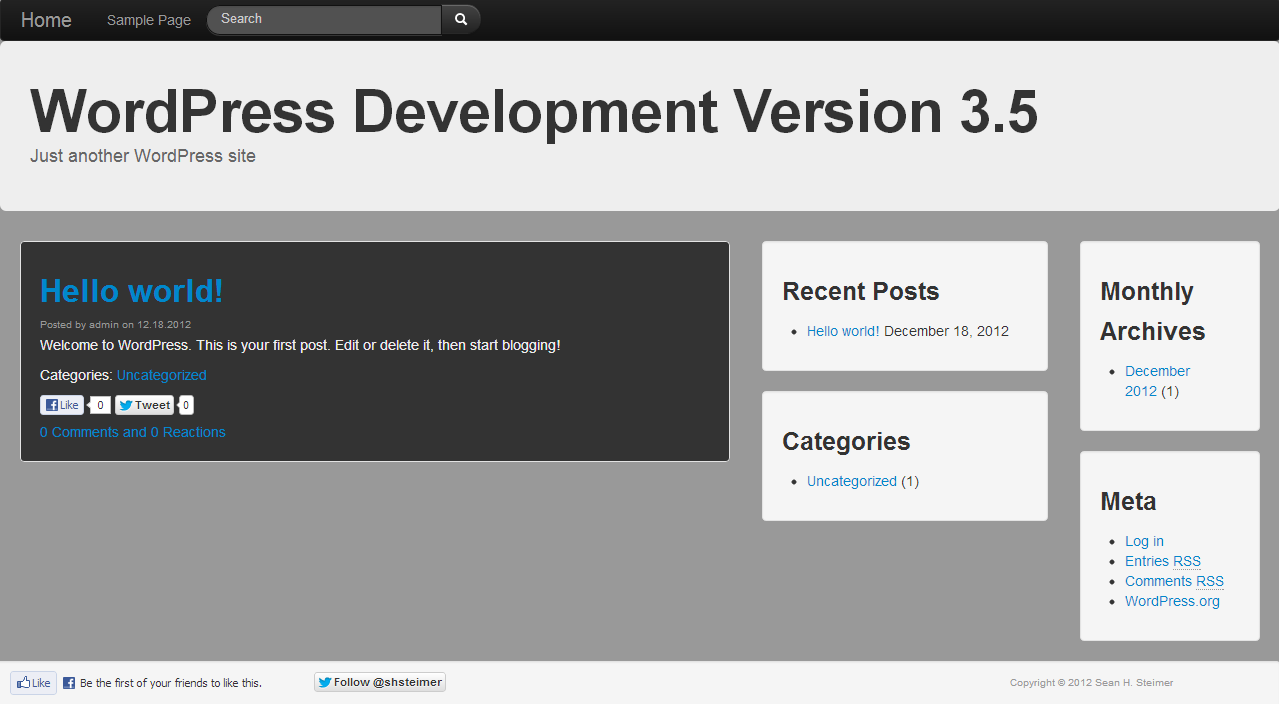 Home
Sample Page
Search
WordPress Development Version 3.5
Just another WordPress site
Hello world!
Posted by admin on 12.18.2012
Welcome to WordPress. This is your first post. Edit or delete it, then start blogging!
Categories: Uncategorized
Like 0 Tweet 0
0 Comments and 0 Reactions
Recent Posts
Hello world! December 18, 2012
Categories
Uncategorized (1)
Monthly
Archives
December
2012 (1)
Meta
Log in
Entries RSS
Comments RSS
WordPress.org
Like Be the first of your friends to like this.
Follow @shsteimer
Copyright © 2012 Sean H. Steimer